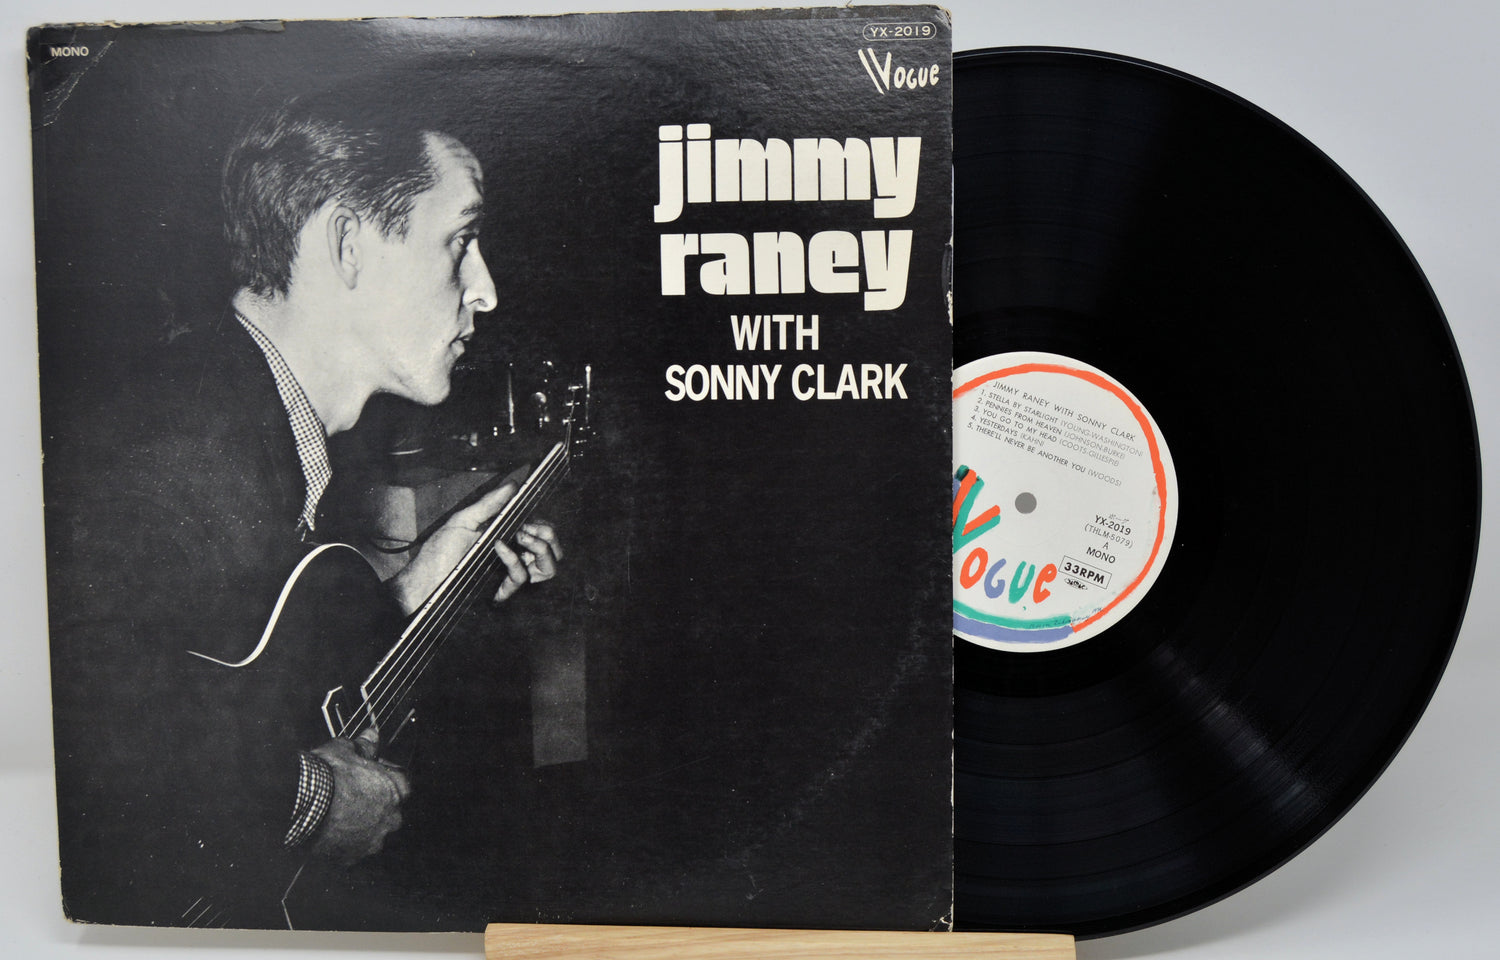 MONO
YX-2019
VOGUE
jimmy
raney
WITH
SONNY CLARK
JIMMY RANEY WITH SONNY CLARK
1. STELLA BY STARLIGHT (YOUNG-WASHINGTON)
2. PENNIES FROM HEAVEN (JOHNSON-BURKE)
3. YOU GO TO MY HEAD (COOTS-GILLESPIE)
4. YESTERDAYS (KAHN)
5. THERE'LL NEVER BE ANOTHER YOU (WOODS)
YX-2019
(THLM-5079)
A
MONO
33RPM
VOGUE